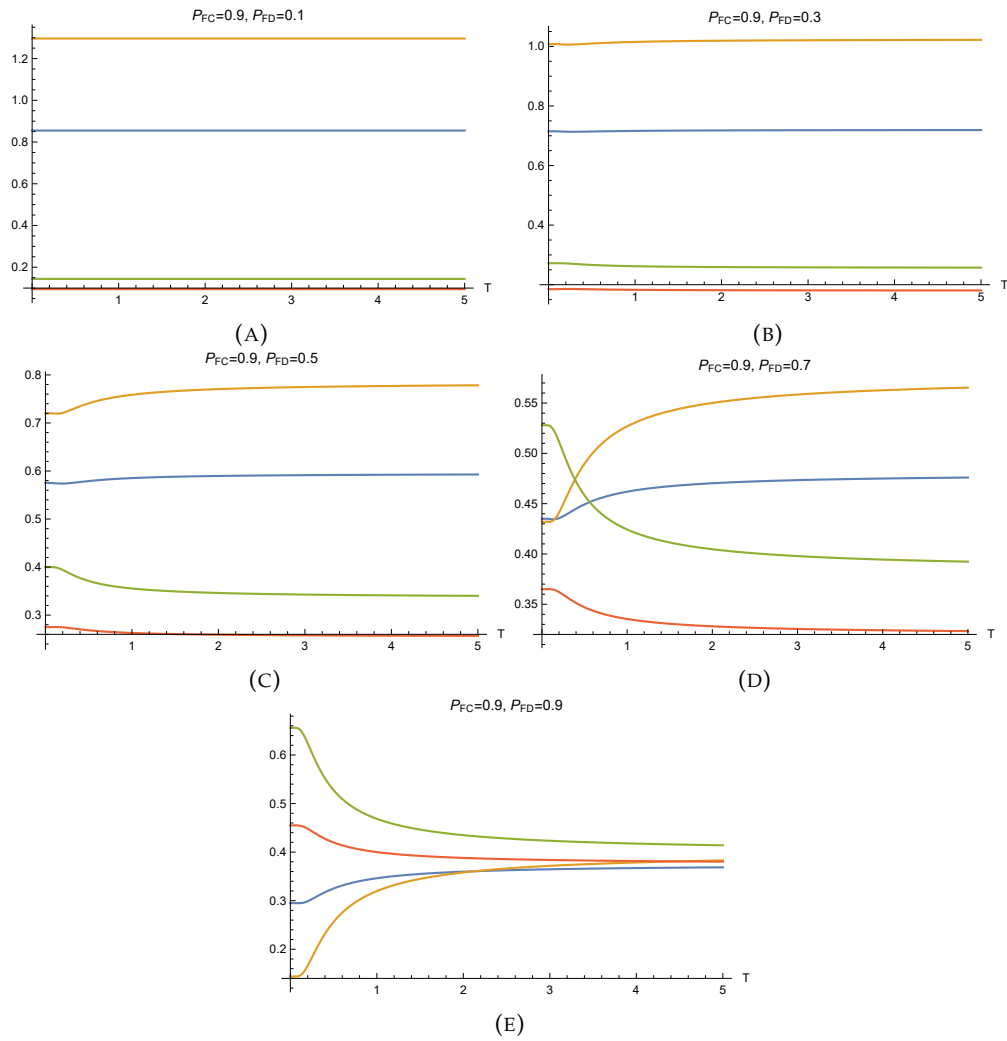 P_FC=0.9, P_FD=0.1
1.2
1.0
0.8
0.6
0.4
0.2
1 2 3 4 5 T
(A)
P_FC=0.9, P_FD=0.3
1.0
0.8
0.6
0.4
1 2 3 4 5 T
(B)
P_FC=0.9, P_FD=0.5
0.8
0.7
0.6
0.5
0.4
0.3
1 2 3 4 5 T
(C)
P_FC=0.9, P_FD=0.7
0.55
0.50
0.45
0.40
0.35
1 2 3 4 5 T
(D)
P_FC=0.9, P_FD=0.9
0.6
0.5
0.4
0.3
0.2
1 2 3 4 5 T
(E)